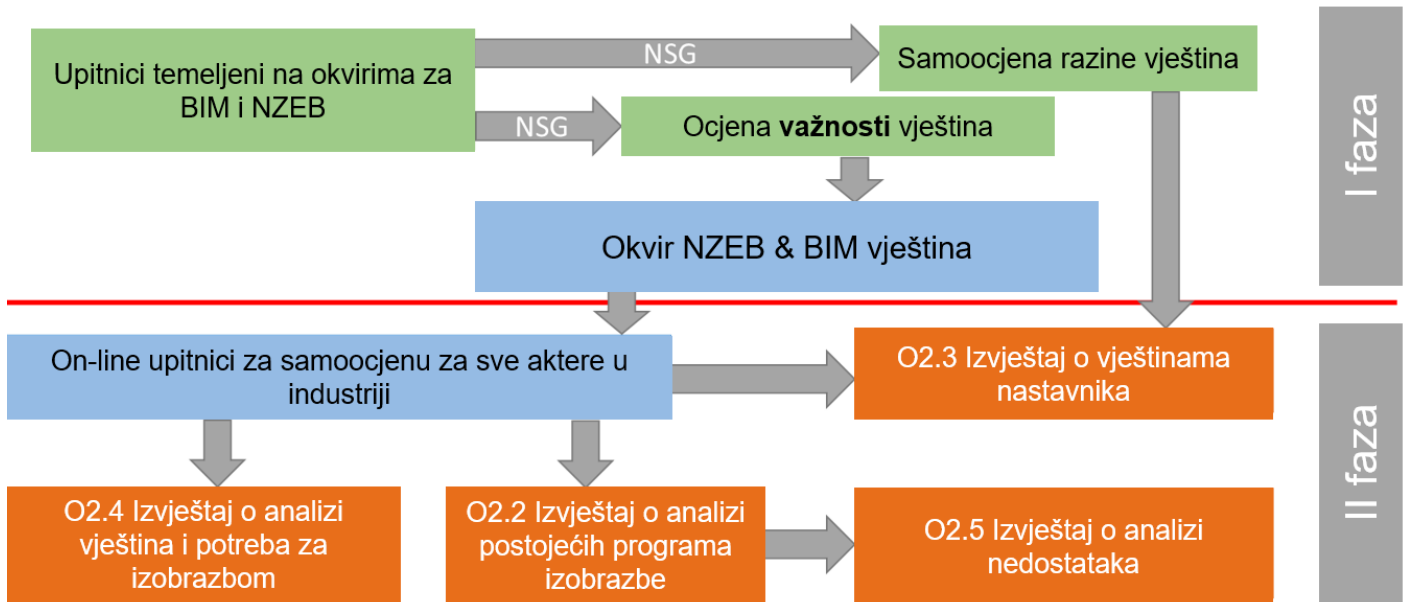 Upitnici temeljeni na okvirima za
BIM i NZEB
NSG
Samoocjena razine vještina
NSG
Ocjena važnosti vještina
Okvir NZEB & BIM vještina
I faza
On-line upitnici za samoocjenu za sve aktere u
industriji
O2.3 Izvještaj o vještinama
nastavnika
O2.4 Izvještaj o analizi
vještina i potreba za
izobrazbom
O2.2 Izvještaj o analizi
postojećih programa
izobrazbe
O2.5 Izvještaj o analizi
nedostataka
II faza